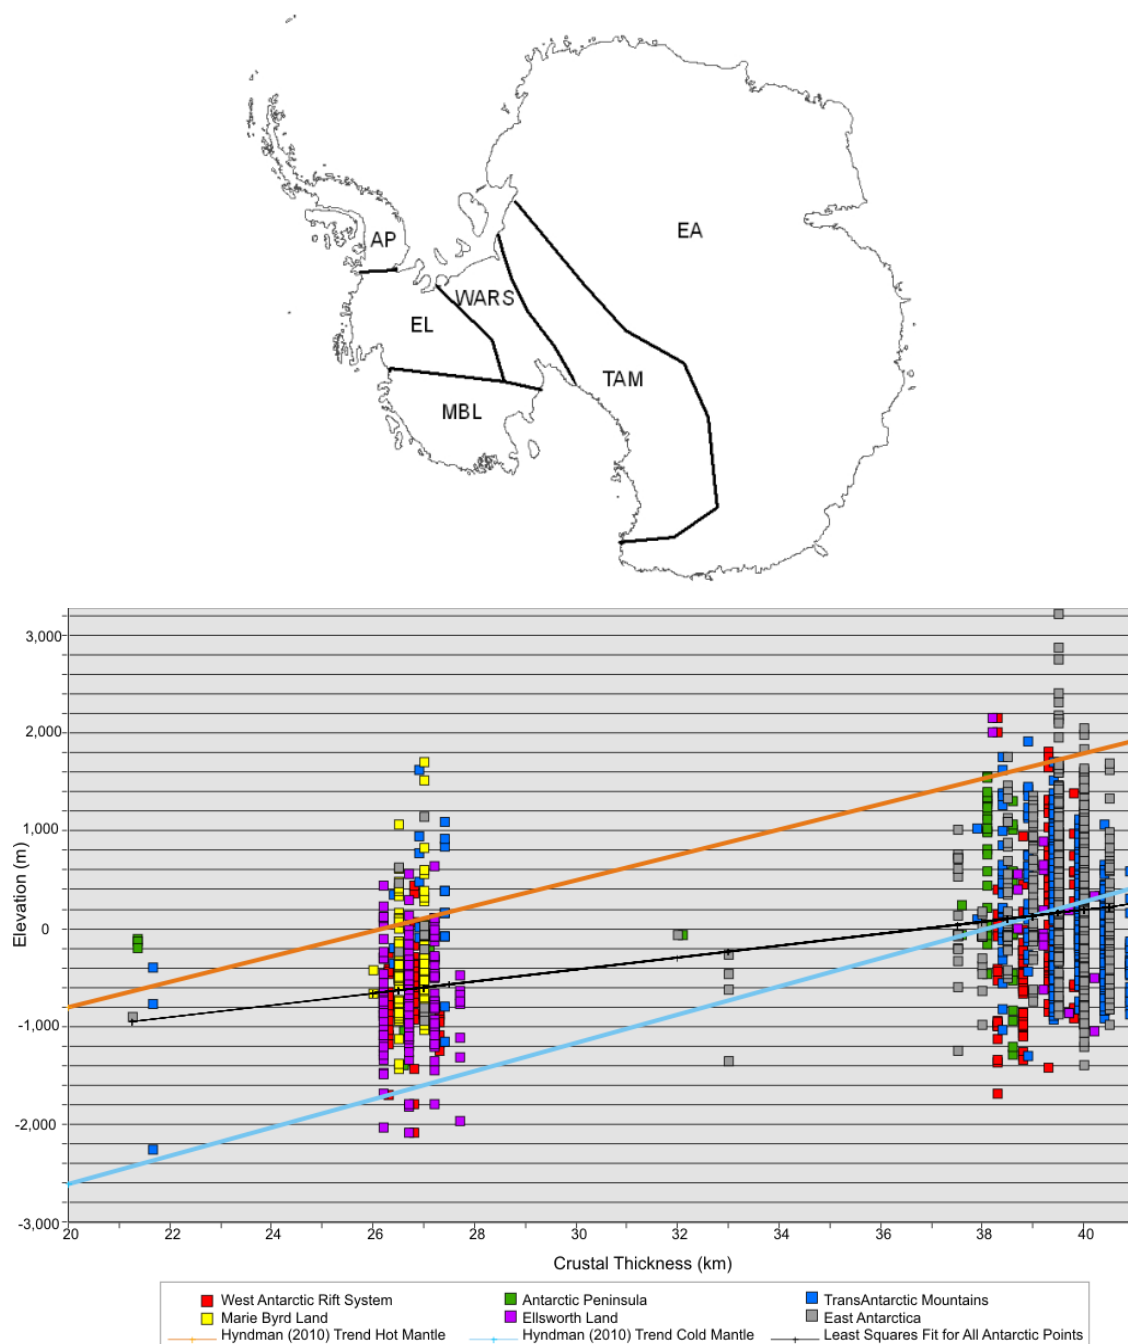 AP
EA
WARS
EL
TAM
MBL
3,000
2,000
1,000
0
-1,000
-2,000
-3,000
Elevation (m)
20 22 24 26 28 30 32 34 36 38 40
Crustal Thickness (km)
West Antarctic Rift System Antarctic Peninsula TransAntarctic Mountains
Marie Byrd Land Ellsworth Land East Antarctica
Hyndman (2010) Trend Hot Mantle Hyndman (2010) Trend Cold Mantle Least Squares Fit for All Antarctic Points